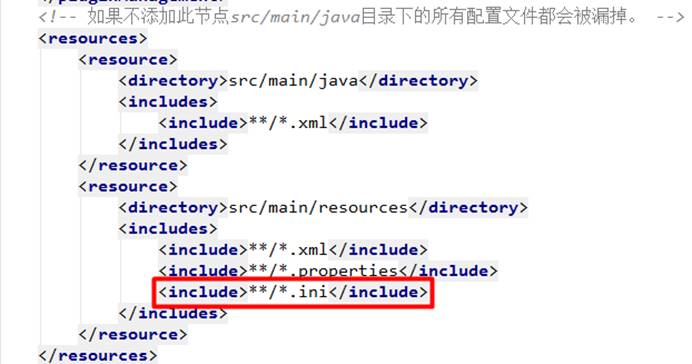 <!-- 如果不添加此节点src/main/java目录下的所有配置文件都会被漏掉。 -->
<resources>
<resource>
<directory>src/main/java</directory>
<includes>
<include>**/*.xml</include>
</includes>
</resource>
<resource>
<directory>src/main/resources</directory>
<includes>
<include>**/*.xml</include>
<include>**/*.properties</include>
<include>**/*.ini</include>
</includes>
</resource>
</resources>